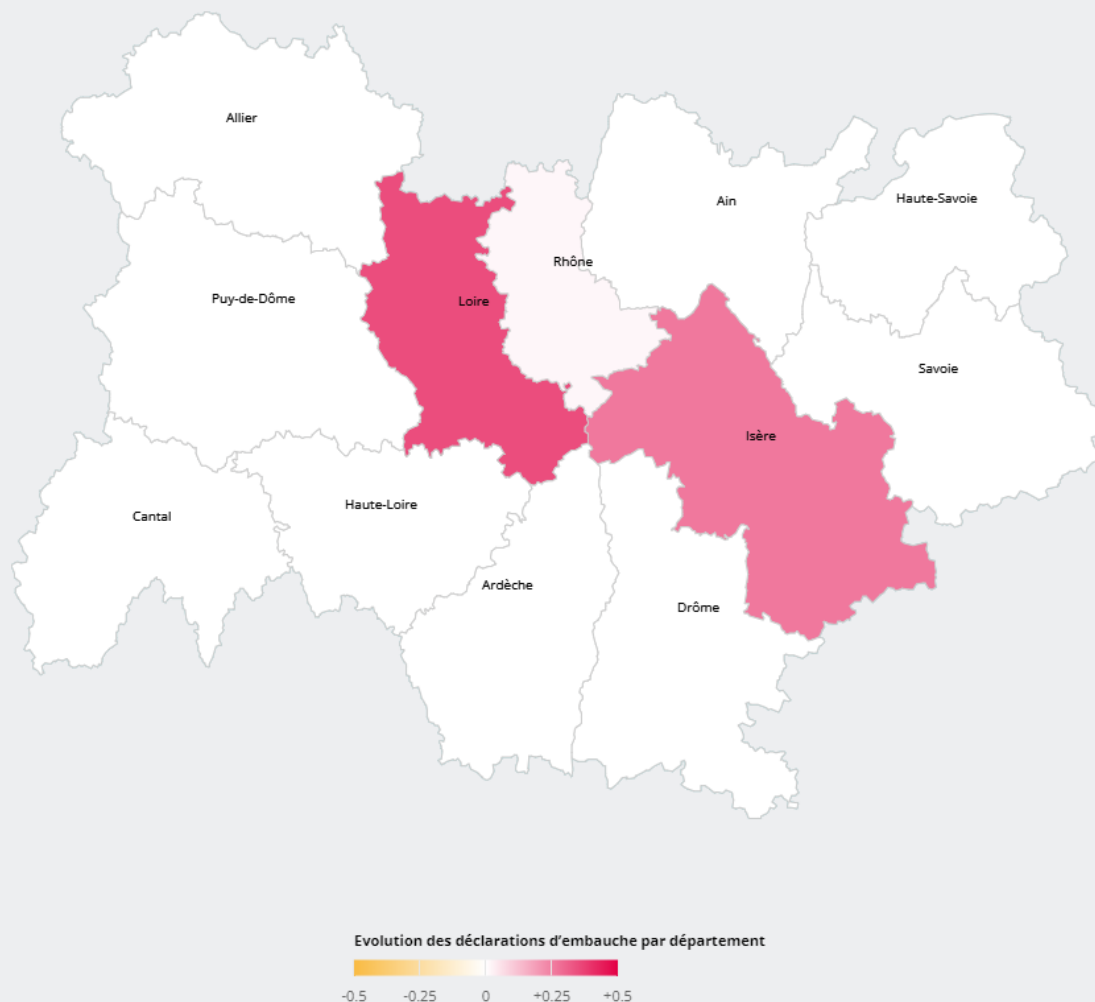 Allier
Ain
Haute-Savoie
Rhône
Puy-de-Dôme
Loire
Savoie
Isère
Haute-Loire
Cantal
Ardèche
Drôme
Evolution des déclarations d’embauche par département
-0.5 -0.25 0 +0.25 +0.5